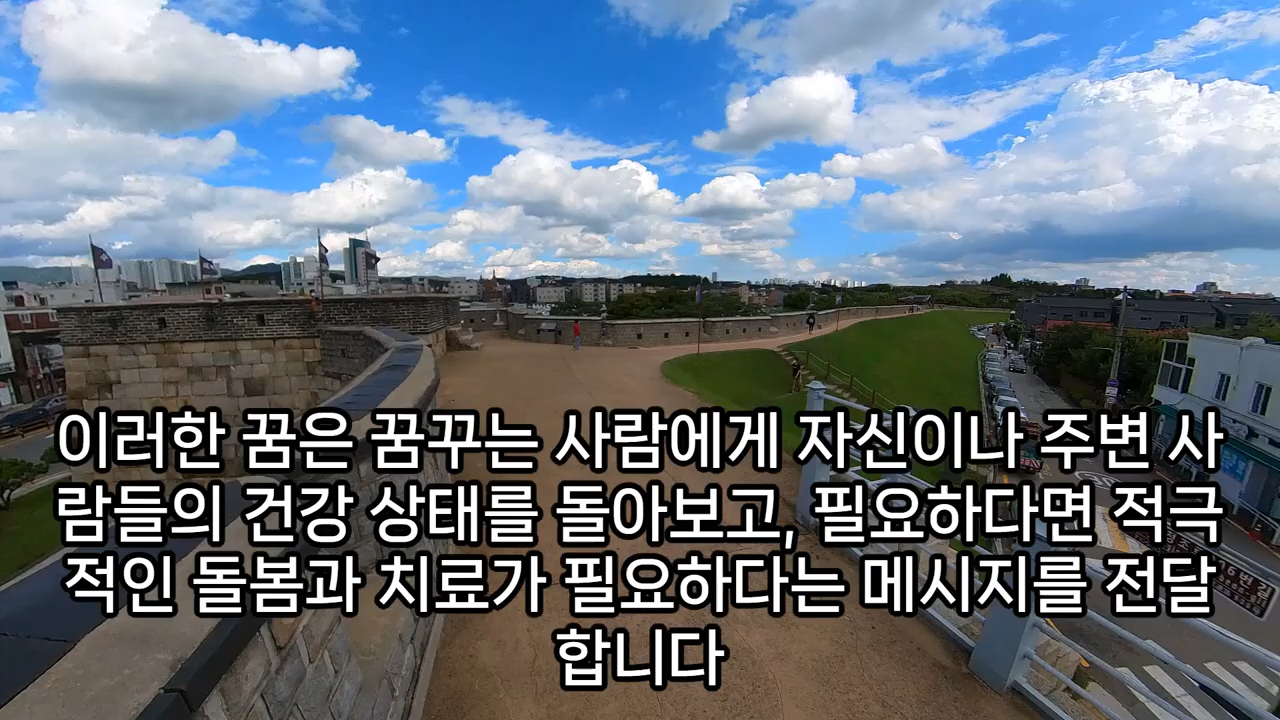 이러한 꿈은 꿈꾸는 사람에게 자신이나 주변 사
람들의 건강 상태를 돌아보고, 필요하다면 적극
적인 돌봄과 치료가 필요하다는 메시지를 전달
합니다